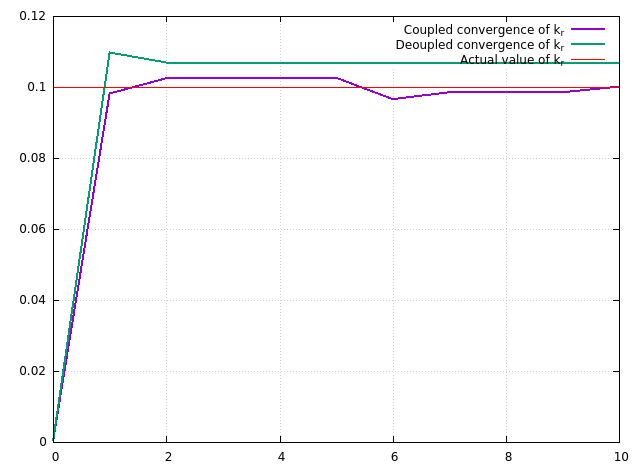 0.12
Coupled convergence of kr
Deoupled convergence of kr
Actual value of kr
0.1
0.08
0.06
0.04
0.02
0
0 2 4 6 8 10